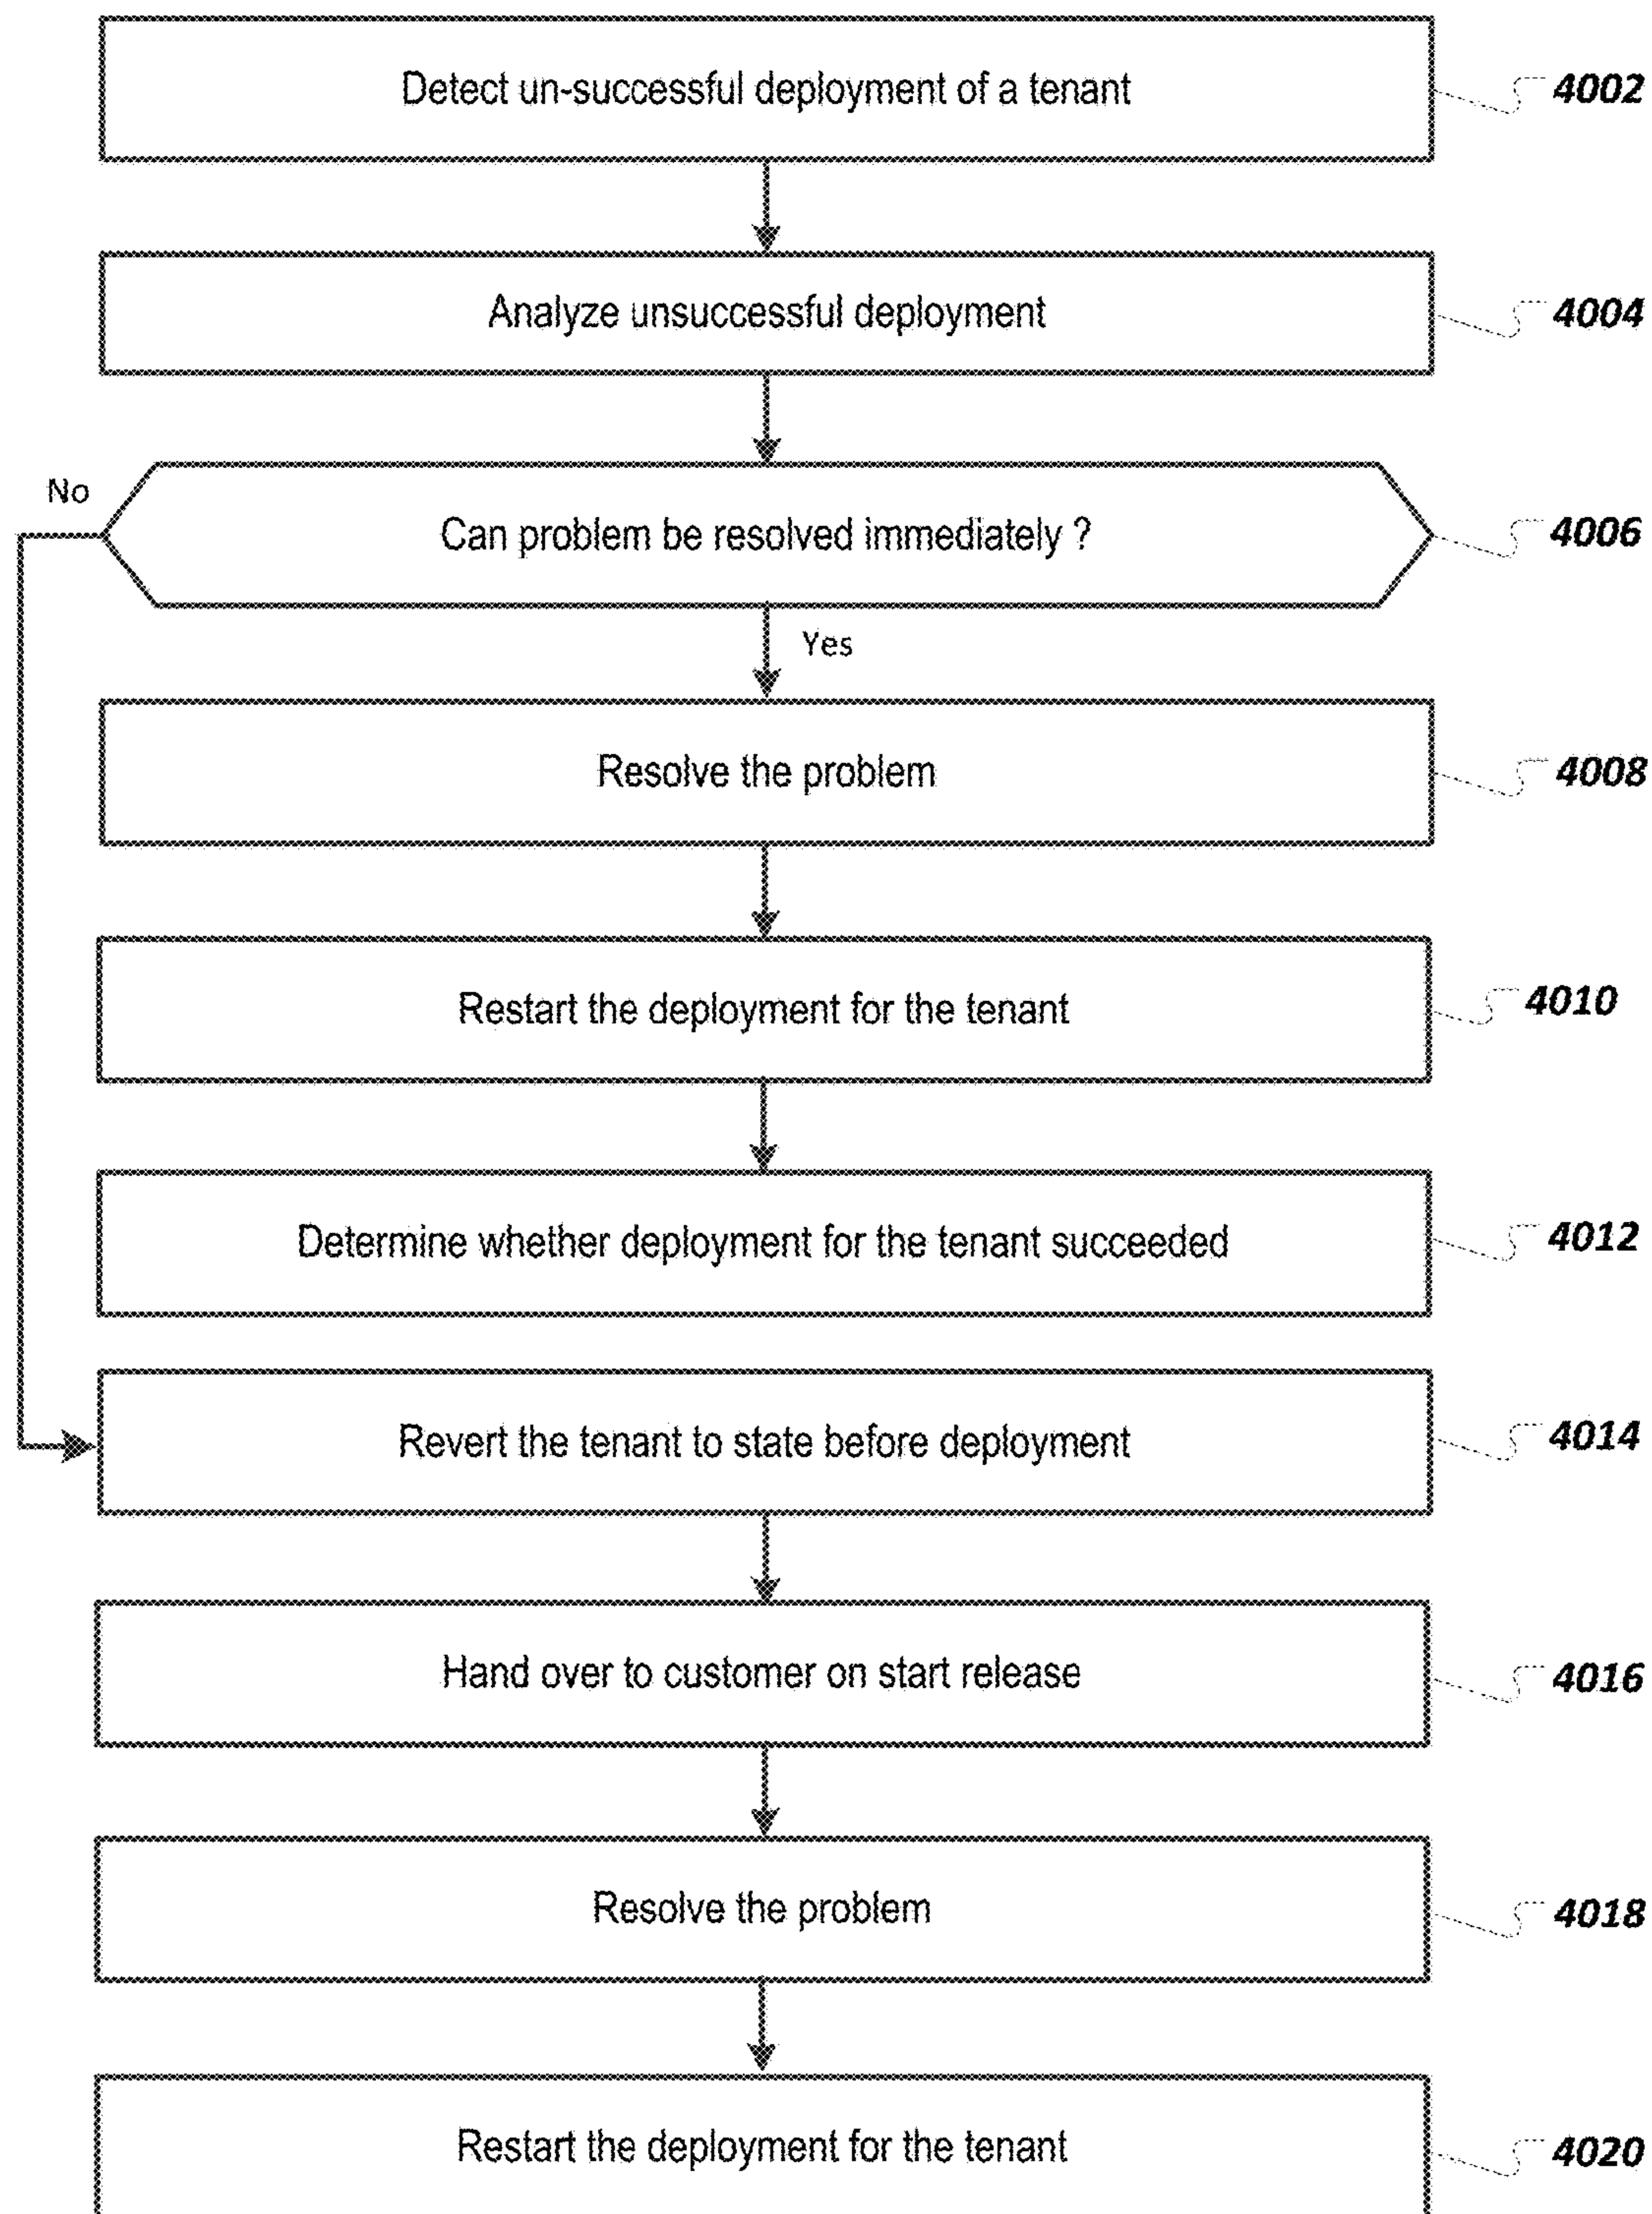 Detect un-successful deployment of a tenant 4002
Analyze unsuccessful deployment 4004
No
Can problem be resolved immediately ? 4006
Yes
Resolve the problem 4008
Restart the deployment for the tenant 4010
Determine whether deployment for the tenant succeeded 4012
Revert the tenant to state before deployment 4014
Hand over to customer on start release 4016
Resolve the problem 4018
Restart the deployment for the tenant 4020